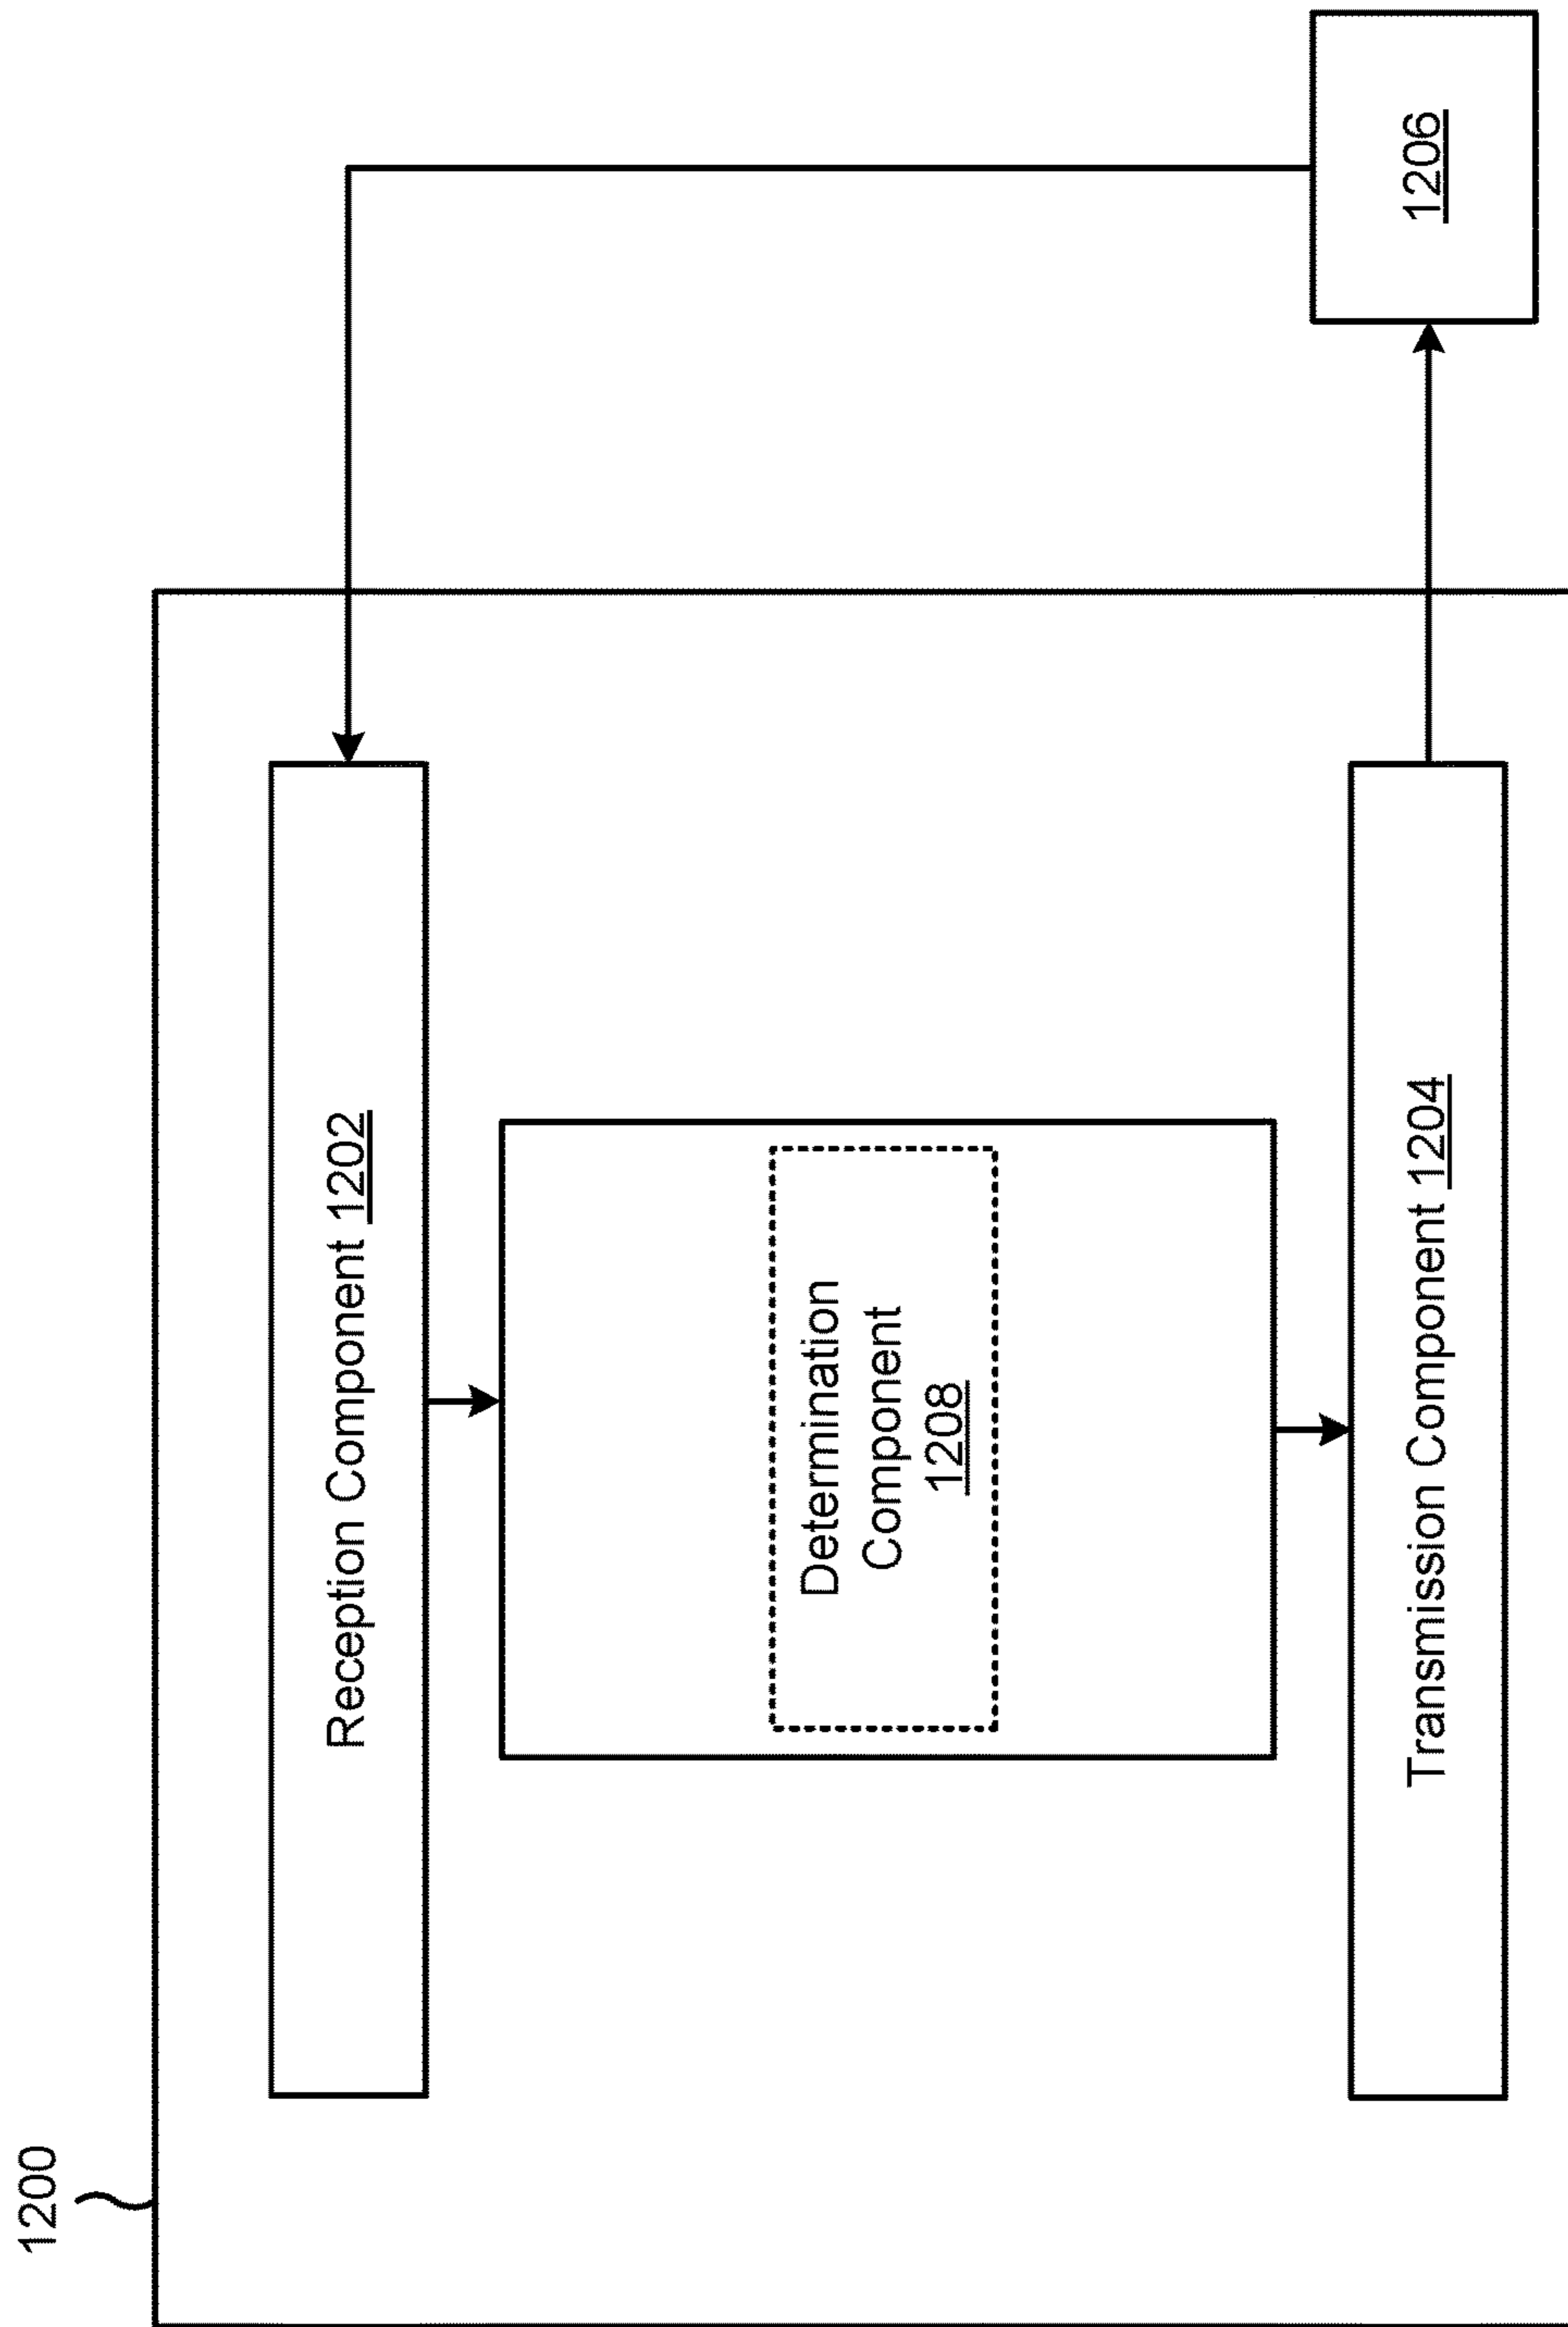 1200
Reception Component 1202
Determination
Component
1208
Transmission Component 1204
1206